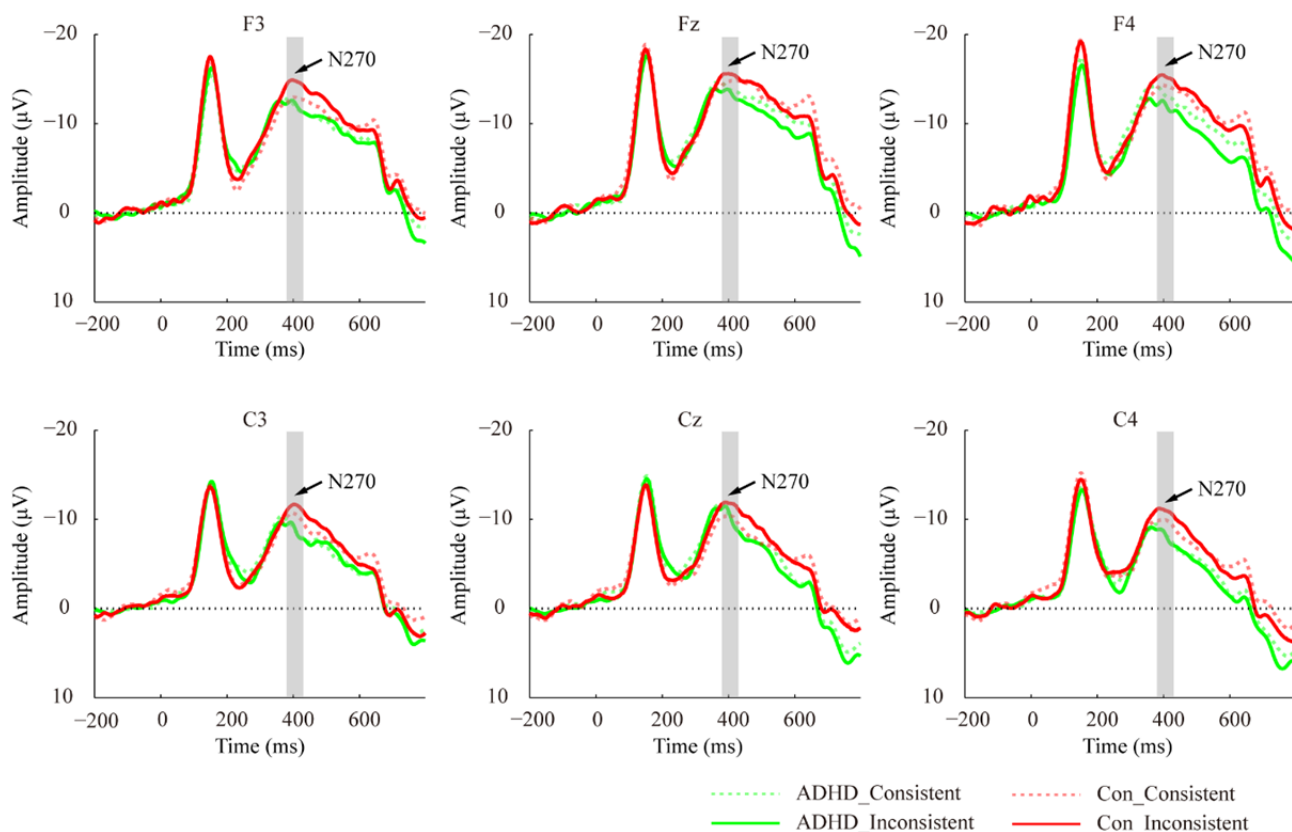 F3
Fz
F4
−20
−10
0
10
Amplitude (µV)
N270
−200 0 200 400 600
Time (ms)
−20
−10
0
10
Amplitude (µV)
N270
−200 0 200 400 600
Time (ms)
−20
−10
0
10
Amplitude (µV)
N270
−200 0 200 400 600
Time (ms)
C3
Cz
C4
−20
−10
0
10
Amplitude (µV)
N270
−200 0 200 400 600
Time (ms)
−20
−10
0
10
Amplitude (µV)
N270
−200 0 200 400 600
Time (ms)
−20
−10
0
10
Amplitude (µV)
N270
−200 0 200 400 600
Time (ms)
ADHD_Consistent
Con_Consistent
ADHD_Inconsistent
Con_Inconsistent